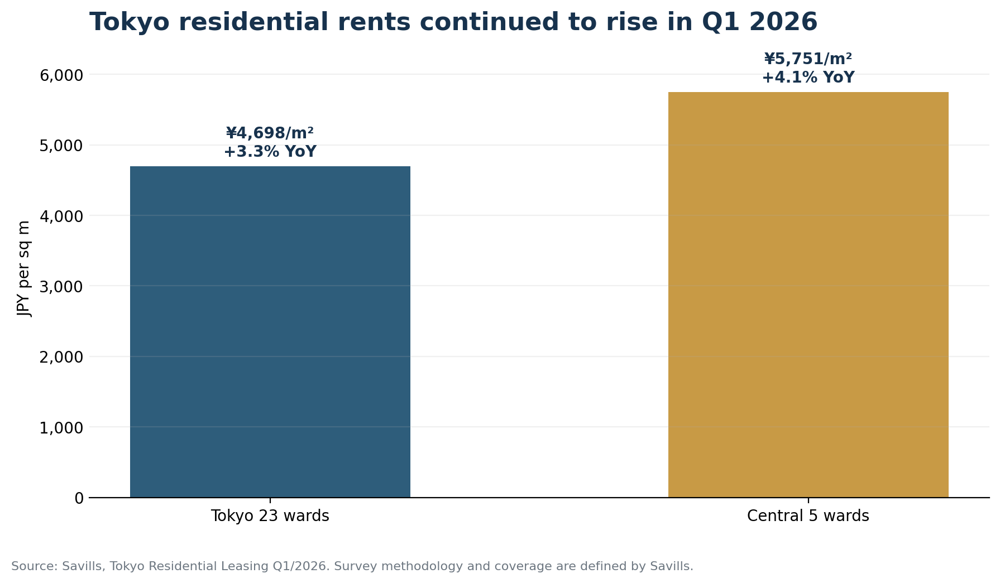 Tokyo residential rents continued to rise in Q1 2026
¥5,751/m²
+4.1% YoY
¥4,698/m²
+3.3% YoY
6,000
5,000
4,000
3,000
2,000
1,000
0
JPY per sq m
Tokyo 23 wards
Central 5 wards
Source: Savills, Tokyo Residential Leasing Q1/2026. Survey methodology and coverage are defined by Savills.